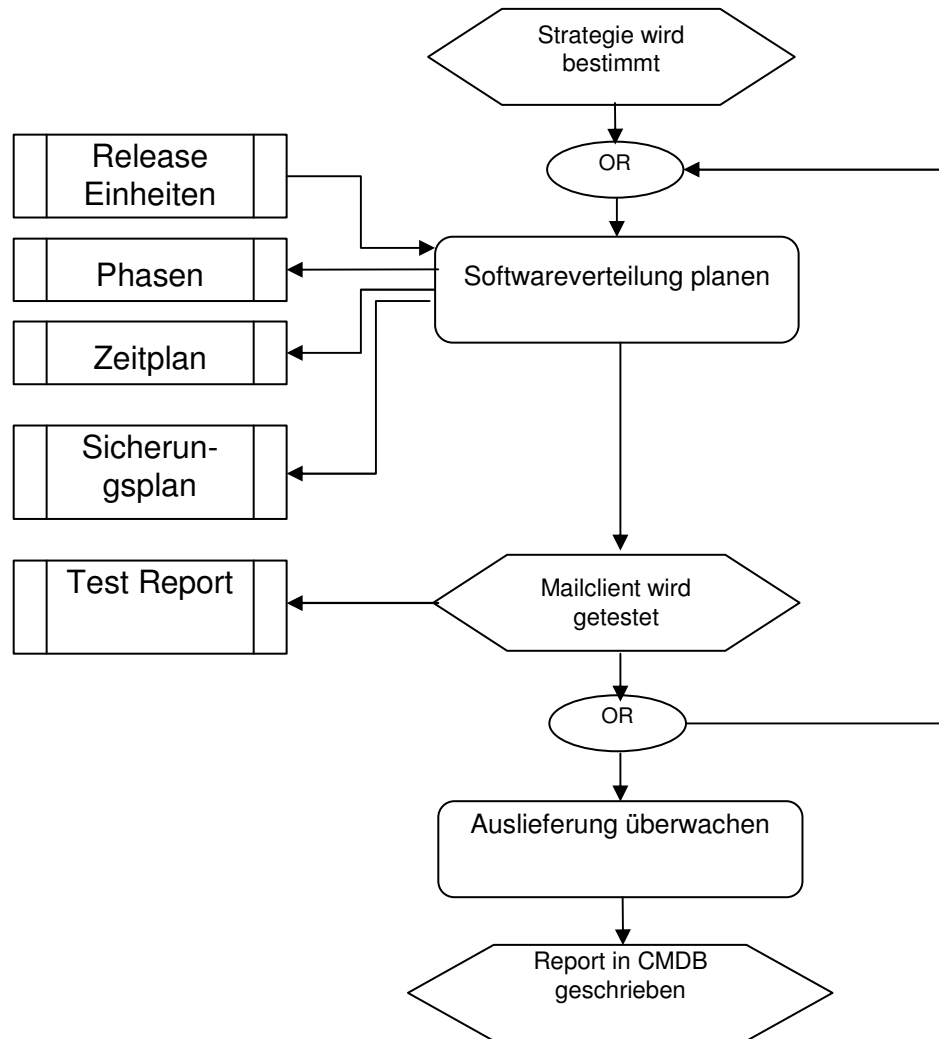 Strategie wird
bestimmt
OR
Release
Einheiten
Softwareverteilung planen
Phasen
Zeitplan
Sicherun-
gsplan
Test Report
Mailclient wird
getestet
OR
Auslieferung überwachen
Report in CMDB
geschrieben